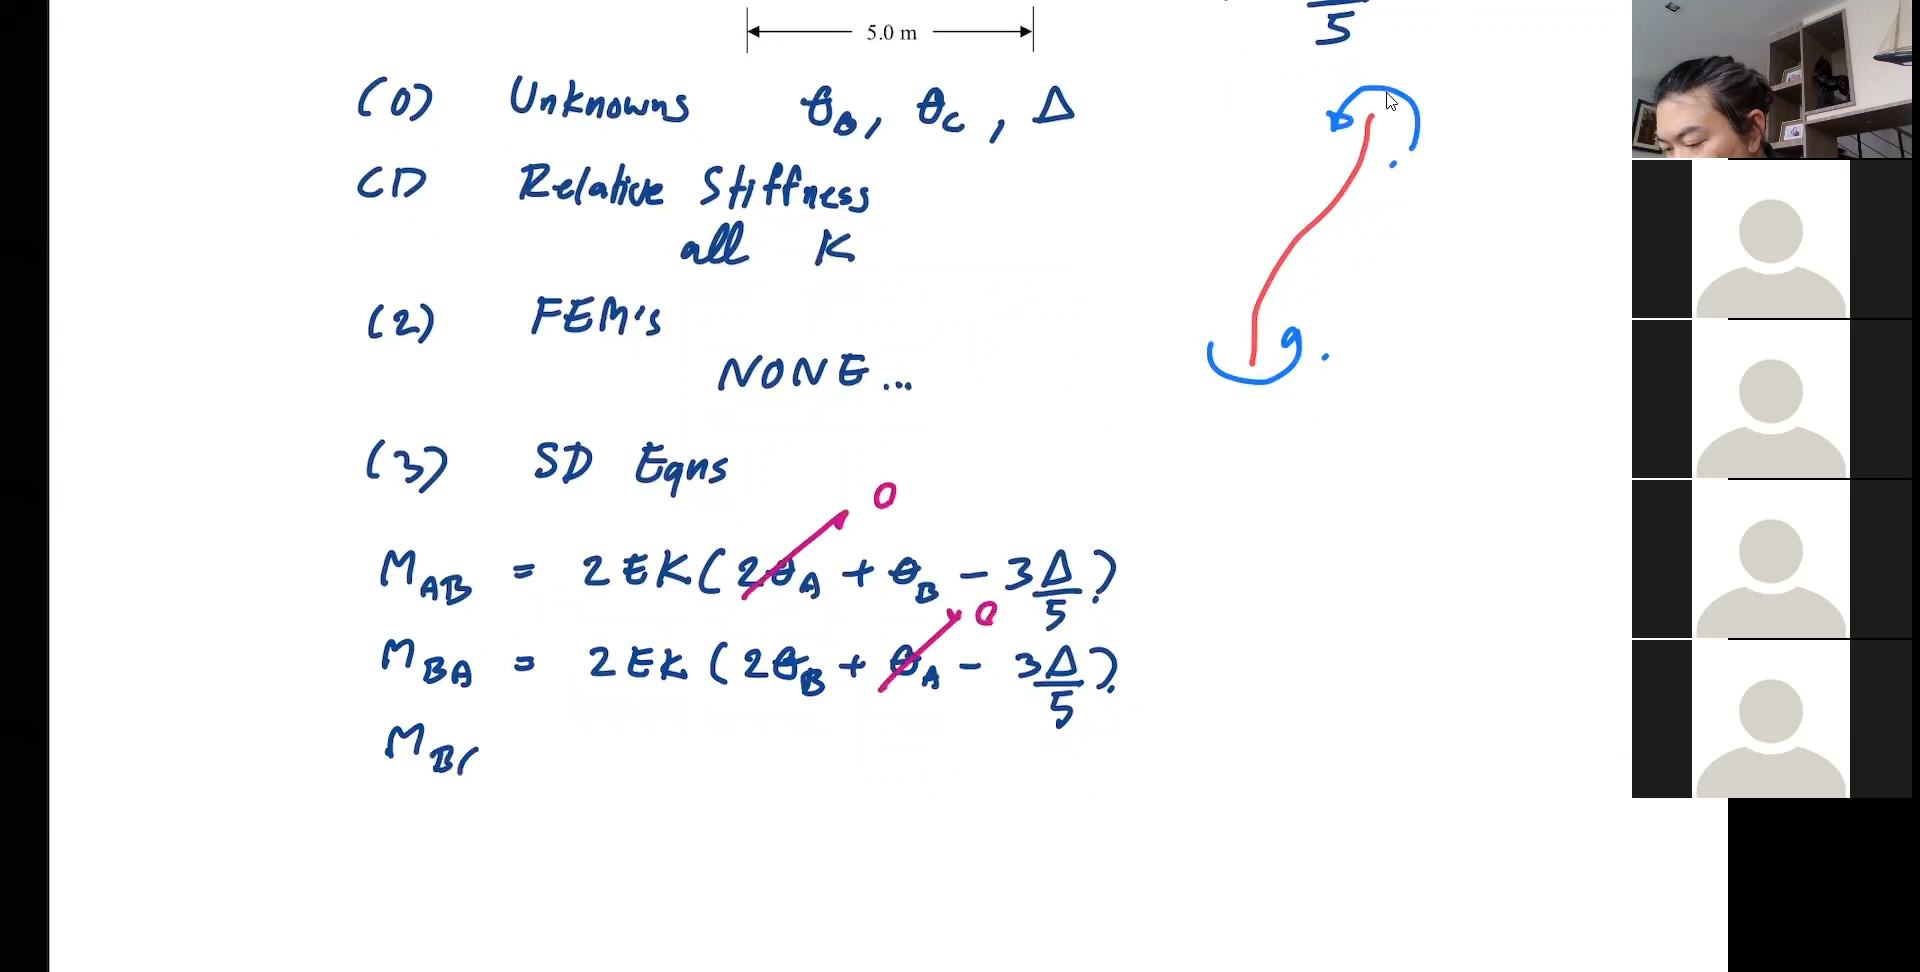 5.0 m
5
(0) Unknowns θB, θC, Δ
(1) Relative Stiffness
all K
(2) FEM's
NONE...
(3) SD Eqns
0
MAB = 2EK(2θA + θB - 3Δ/5)
0
MBA = 2EK(2θB + θA - 3Δ/5)
MBC